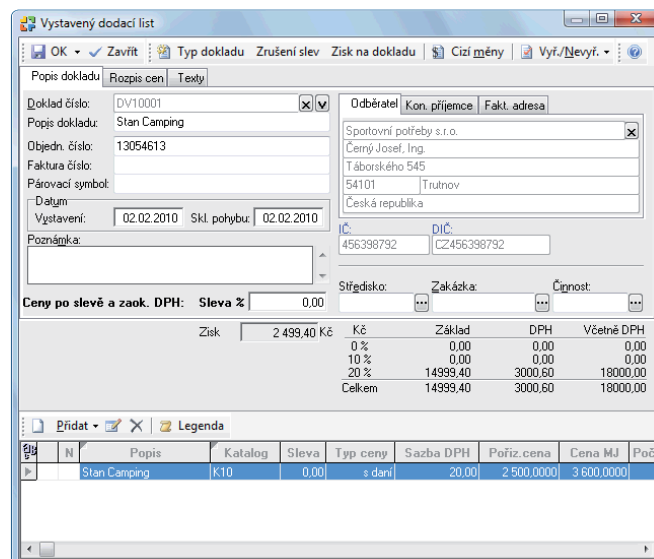 Vystavený dodací list
OK Zavřít Typ dokladu Zrušení slev Zisk na dokladu Cizí měny Vyř./Nevyř.
Popis dokladu Rozpis cen Texty
Doklad číslo: DV10001
Popis dokladu: Stan Camping
Objedn. číslo: 13054613
Faktura číslo:
Párovací symbol:
Datum
Vystavení: 02.02.2010 Skl. pohybu: 02.02.2010
Poznámka:
Ceny po slevě a zaok. DPH: Sleva % 0,00
Odběratel Kon. příjemce Fakt. adresa
Sportovní potřeby s.r.o.
Černý Josef, Ing.
Táborského 545
54101 Trutnov
Česká republika
IČ: DIČ:
456398792 CZ456398792
Středisko: Zakázka: Činnost:
Zisk 2 499,40 Kč
Kč Základ DPH Včetně DPH
0 % 0,00 0,00 0,00
10 % 0,00 0,00 0,00
20 % 14999,40 3000,60 18000,00
Celkem 14999,40 3000,60 18000,00
Přidat Legenda
N Popis Katalog Sleva Typ ceny Sazba DPH Poříz.cena Cena MJ Poč
Stan Camping K10 0,00 s daní 20,00 2 500,0000 3 600,0000